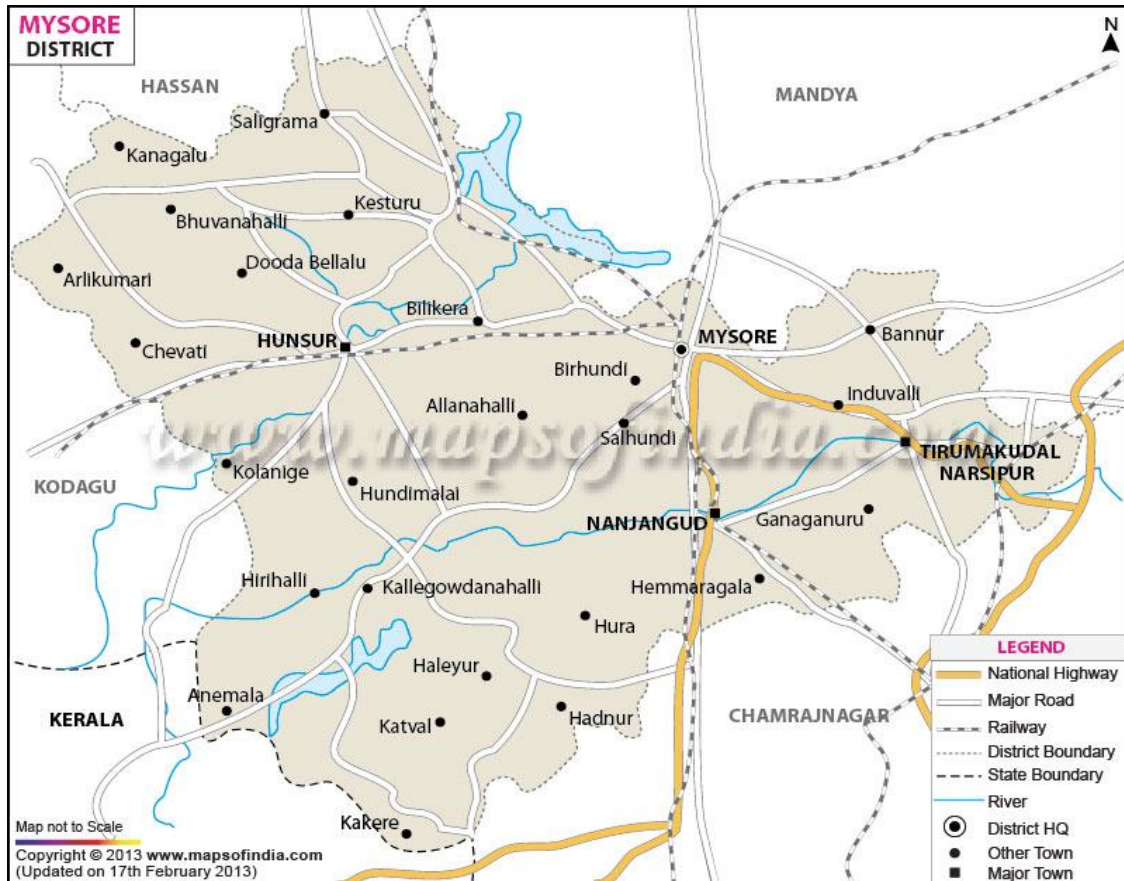 MYSORE
DISTRICT
N
HASSAN
MANDYA
Saligrama
Kanagalu
Bhuvanahalli
Kesturu
Arlikumari
Dooda Bellalu
Bilikera
Chevati
HUNSUR
MYSORE
Bannur
Birhundi
Allanahalli
Salhundi
Induvalli
www.mapsofindia.com
KODAGU
Kolanige
Hundimalai
TIRUMAKUDAL
NARSIPUR
NANJANGUD
Ganaganuru
Hirihalli
Kallegowdanahalli
Hemmaragala
Hura
Haleyur
Anemala
KERALA
Katval
Hadnur
CHAMRAJNAGAR
Kakere
LEGEND
National Highway
Major Road
Railway
District Boundary
State Boundary
River
District HQ
Other Town
Major Town
Map not to Scale
Copyright © 2013 www.mapsofindia.com
(Updated on 17th February 2013)